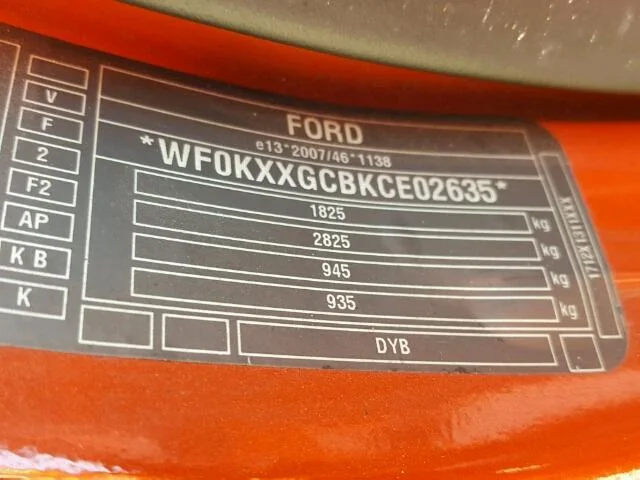 FORD
e13*2007/46*1138
*WF0KXXGCBKCE02635*
1825 kg
2825 kg
945 kg
935 kg
DYB
V
F
2
F2
AP
K B
K